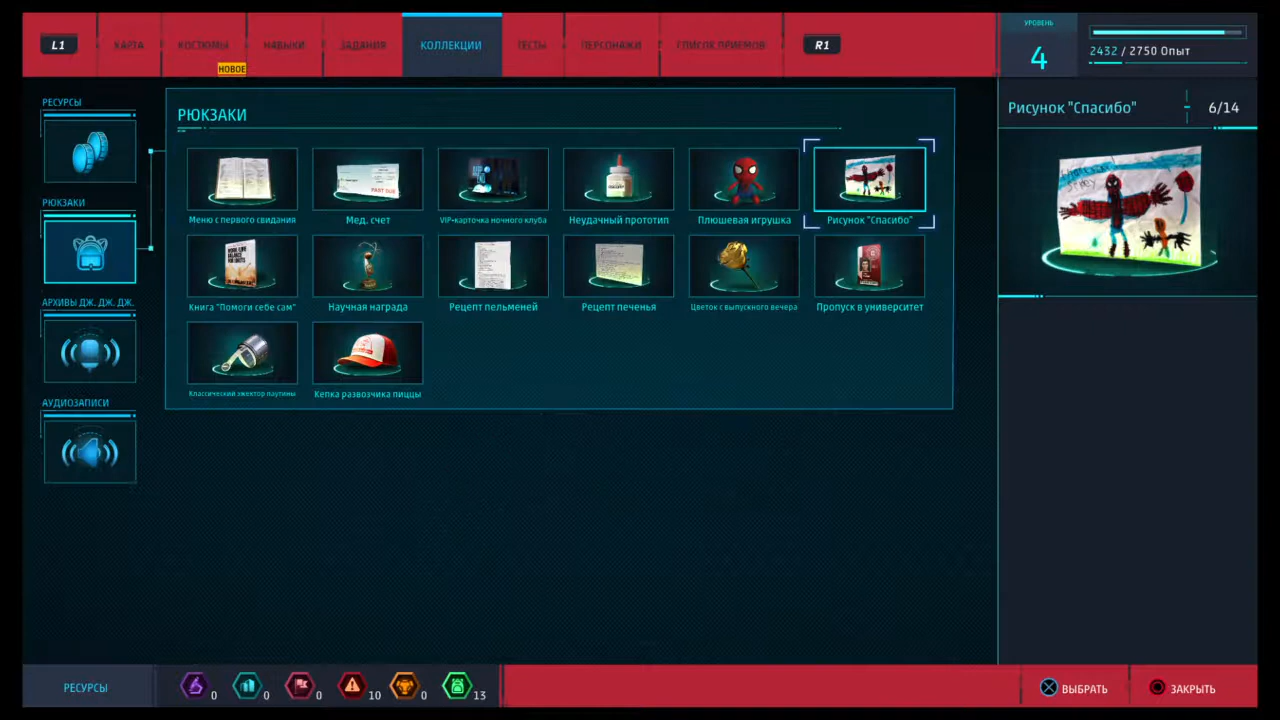 L1
КАРТА
КОСТЮМЫ
НОВОЕ
НАВЫКИ
ЗАДАНИЯ
КОЛЛЕКЦИИ
ТЕСТЫ
ПЕРСОНАЖИ
СПИСОК ПРИЕМОВ
R1
УРОВЕНЬ
4
2432 / 2750 Опыт
РЕСУРСЫ
РЮКЗАКИ
АРХИВЫ ДЖ. ДЖ. ДЖ.
АУДИОЗАПИСИ
РЮКЗАКИ
Меню с первого свидания
Мед. счет
PAST DUE
VIP-карточка ночного клуба
Неудачный прототип
Плюшевая игрушка
Рисунок "Спасибо"
Книга "Помоги себе сам"
Научная награда
Рецепт пельменей
Рецепт печенья
Цветок с выпускного вечера
Пропуск в университет
Классический эжектор паутины
Кепка развозчика пиццы
Рисунок "Спасибо"
6/14
РЕСУРСЫ
0
0
0
10
0
13
ВЫБРАТЬ
ЗАКРЫТЬ